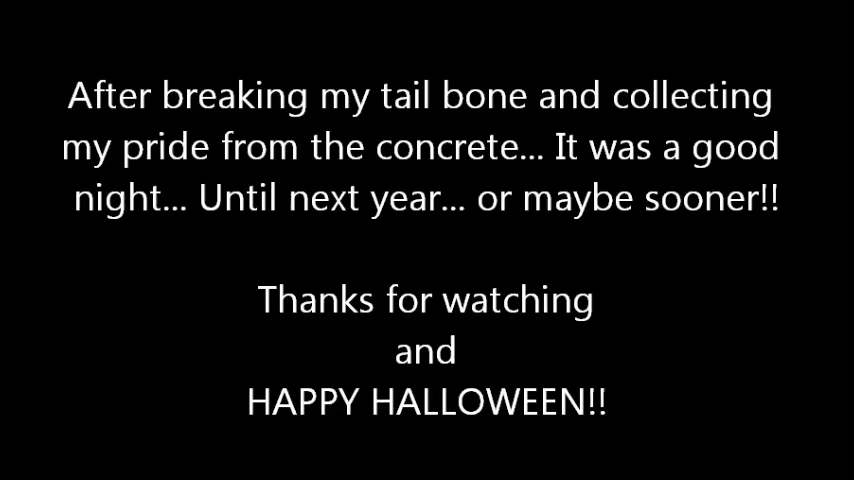 After breaking my tail bone and collecting
my pride from the concrete... It was a good
night... Until next year... or maybe sooner!!
Thanks for watching
and
HAPPY HALLOWEEN!!